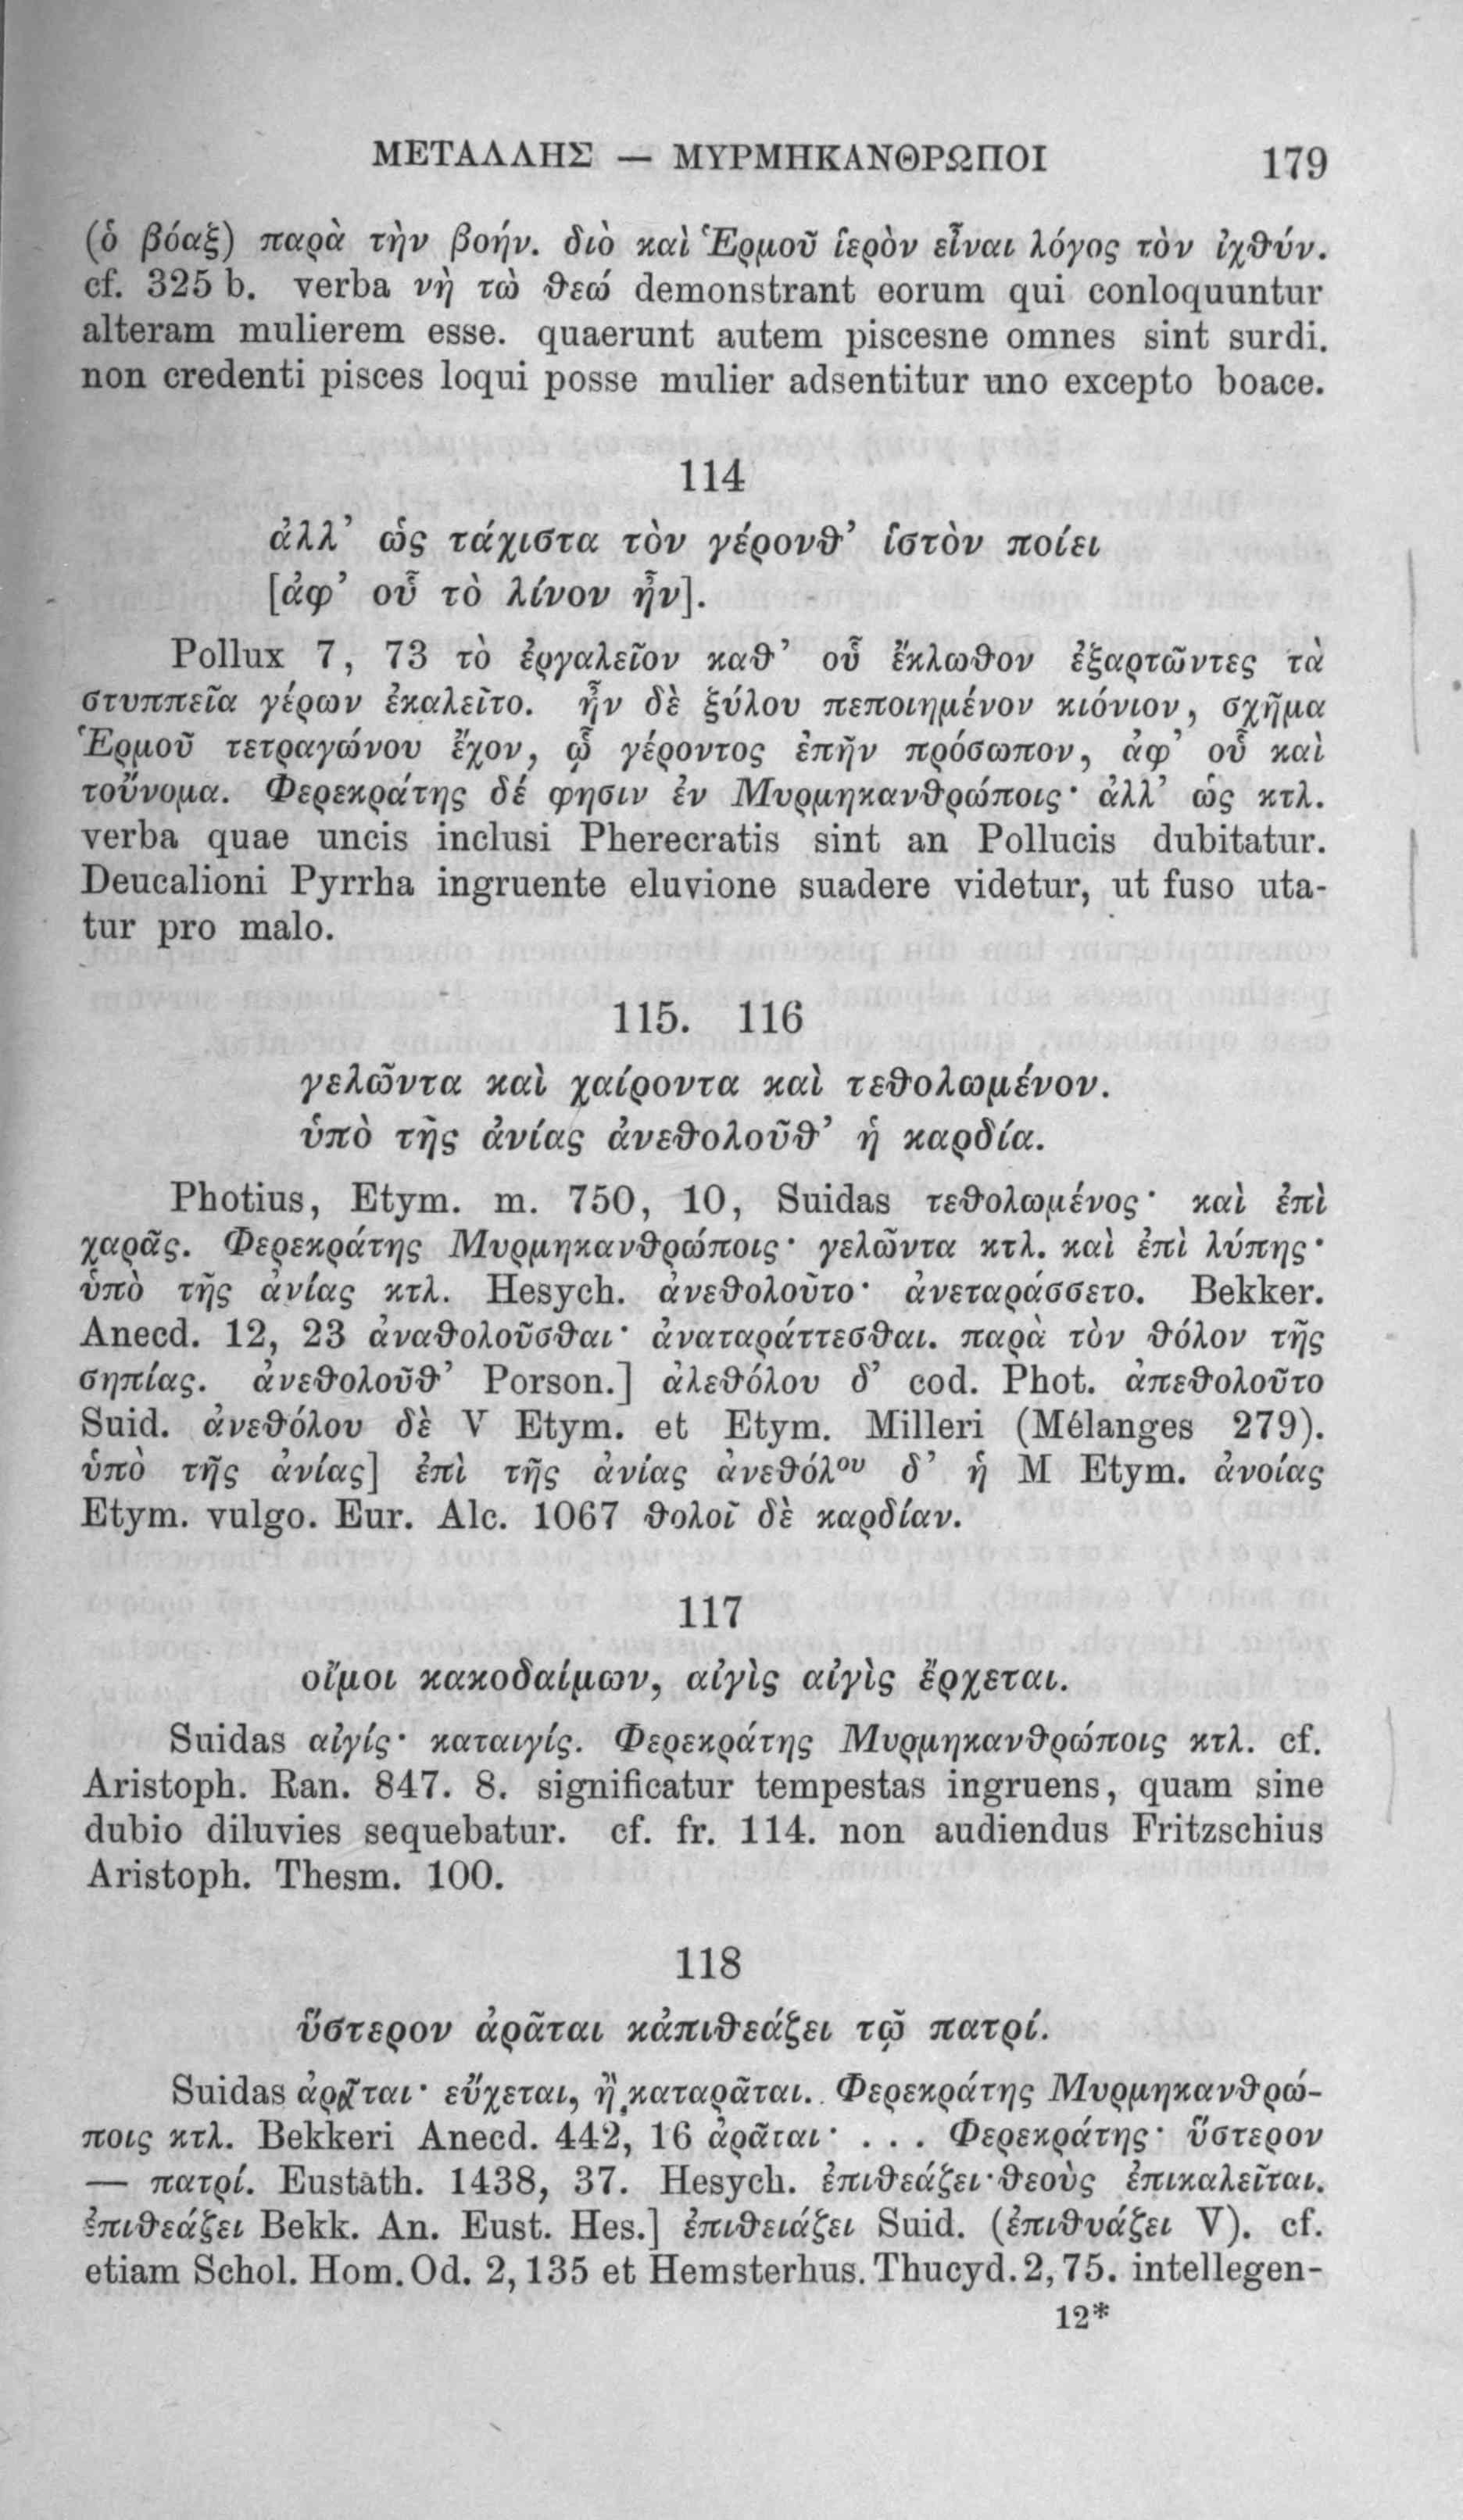 ΜΕΤΑΛΛΗΣ — ΜΥΡΜΗΚΑΝΘΡΩΠΟΙ 179
(ὁ βόαξ) παρὰ τὴν βοήν. διὸ καὶ Ἑρμοῦ ἱερὸν εἶναι λόγος τὸν ἰχθύν.
cf. 325 b. verba νὴ τὼ θεώ demonstrant eorum qui conloquuntur
alteram mulierem esse. quaerunt autem piscesne omnes sint surdi.
non credenti pisces loqui posse mulier adsentitur uno excepto boace.
114
ἀλλ’ ὡς τάχιστα τὸν γέρονθ’ ἱστὸν ποίει
[ἀφ’ οὗ τὸ λίνον ἦν].
Pollux 7, 73 τὸ ἐργαλεῖον καθ’ οὗ ἔκλωθον ἐξαρτῶντες τὰ
στυππεῖα γέρων ἐκαλεῖτο. ἦν δὲ ξύλου πεποιημένον κιόνιον, σχῆμα
Ἑρμοῦ τετραγώνου ἔχον, ᾧ γέροντος ἐπῆν πρόσωπον, ἀφ’ οὗ καὶ
τοὔνομα. Φερεκράτης δέ φησιν ἐν Μυρμηκανθρώποις· ἀλλ’ ὡς κτλ.
verba quae uncis inclusi Pherecratis sint an Pollucis dubitatur.
Deucalioni Pyrrha ingruente eluvione suadere videtur, ut fuso uta-
tur pro malo.
115. 116
γελῶντα καὶ χαίροντα καὶ τεθολωμένον.
ὑπὸ τῆς ἀνίας ἀνεθολοῦθ’ ἡ καρδία.
Photius, Etym. m. 750, 10, Suidas τεθολωμένος· καὶ ἐπὶ
χαρᾶς. Φερεκράτης Μυρμηκανθρώποις· γελῶντα κτλ. καὶ ἐπὶ λύπης·
ὑπὸ τῆς ἀνίας κτλ. Hesych. ἀνεθολοῦτο· ἀνεταράσσετο. Bekker.
Anecd. 12, 23 ἀναθολοῦσθαι· ἀναταράττεσθαι. παρὰ τὸν θόλον τῆς
σηπίας. ἀνεθολοῦθ’ Porson.] ἀλεθόλου δ’ cod. Phot. ἀπεθολοῦτο
Suid. ἀνεθόλου δὲ V Etym. et Etym. Milleri (Mélanges 279).
ὑπὸ τῆς ἀνίας] ἐπὶ τῆς ἀνίας ἀνεθόλου δ’ ἡ M Etym. ἀνοίας
Etym. vulgo. Eur. Alc. 1067 θολοῖ δὲ καρδίαν.
117
οἴμοι κακοδαίμων, αἰγὶς αἰγὶς ἔρχεται.
Suidas αἰγίς· καταιγίς. Φερεκράτης Μυρμηκανθρώποις κτλ. cf.
Aristoph. Ran. 847. 8. significatur tempestas ingruens, quam sine
dubio diluvies sequebatur. cf. fr. 114. non audiendus Fritzschius
Aristoph. Thesm. 100.
118
ὕστερον ἀρᾶται κἀπιθεάζει τῷ πατρί.
Suidas ἀρᾶται· εὔχεται, ἢ καταρᾶται. Φερεκράτης Μυρμηκανθρώ-
ποις κτλ. Bekkeri Anecd. 442, 16 ἀρᾶται· . . . Φερεκράτης· ὕστερον
— πατρί. Eustath. 1438, 37. Hesych. ἐπιθεάζει· θεοὺς ἐπικαλεῖται.
ἐπιθεάζει Bekk. An. Eust. Hes.] ἐπιθειάζει Suid. (ἐπιθυάζει V). cf.
etiam Schol. Hom. Od. 2, 135 et Hemsterhus. Thucyd. 2, 75. intellegen-
12*